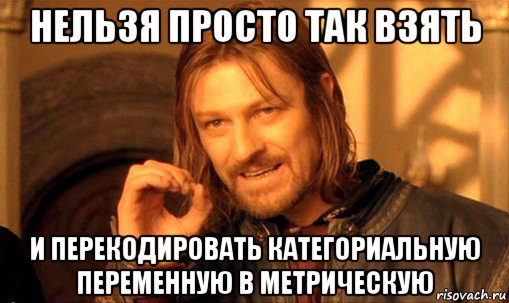 НЕЛЬЗЯ ПРОСТО ТАК ВЗЯТЬ
И ПЕРЕКОДИРОВАТЬ КАТЕГОРИАЛЬНУЮ
ПЕРЕМЕННУЮ В МЕТРИЧЕСКУЮ
risovach.ru